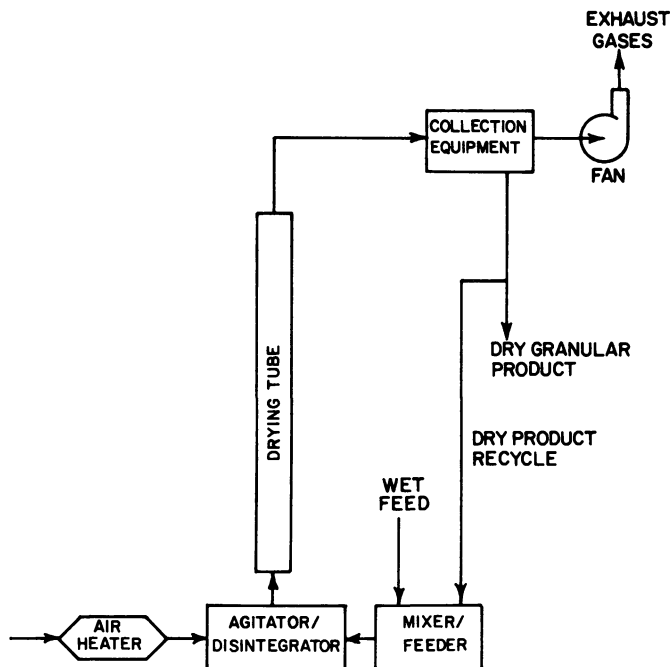 EXHAUST
GASES
COLLECTION
EQUIPMENT
FAN
DRYING TUBE
DRY GRANULAR
PRODUCT
DRY PRODUCT
RECYCLE
WET
FEED
AIR
HEATER
AGITATOR/
DISINTEGRATOR
MIXER/
FEEDER